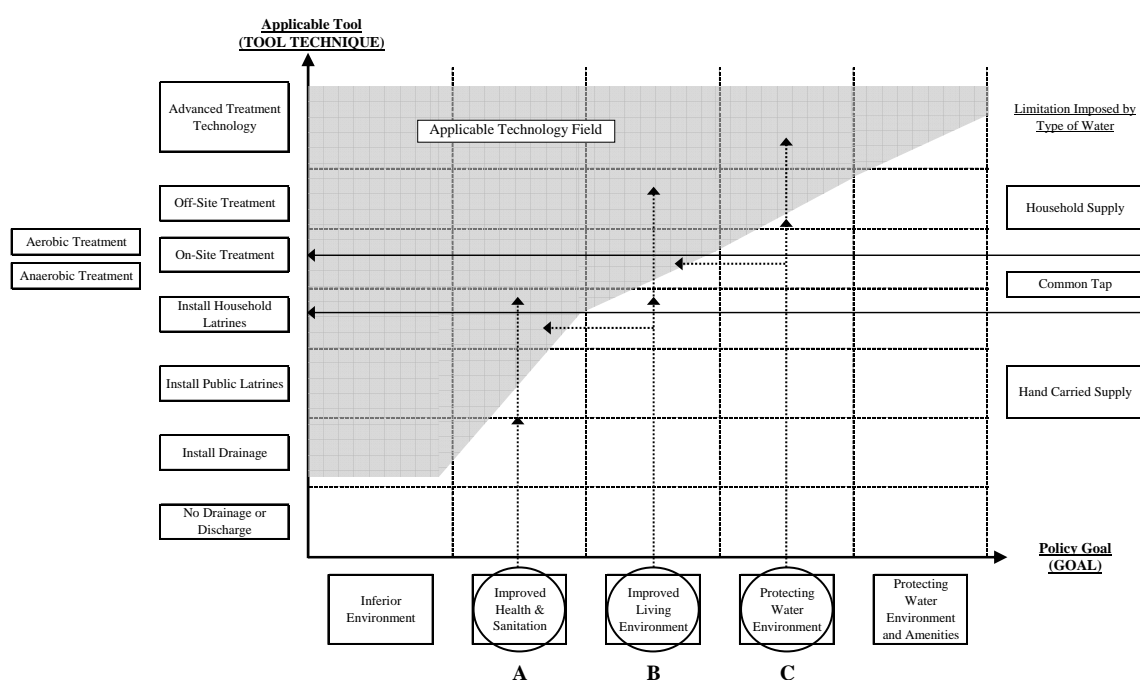 Applicable Tool
(TOOL TECHNIQUE)
Advanced Treatment
Technology
Applicable Technology Field
Limitation Imposed by
Type of Water
Off-Site Treatment
Household Supply
Aerobic Treatment
On-Site Treatment
Anaerobic Treatment
Common Tap
Install Household
Latrines
Install Public Latrines
Hand Carried Supply
Install Drainage
No Drainage or
Discharge
Policy Goal
(GOAL)
Inferior
Environment
Improved
Health &
Sanitation
Improved
Living
Environment
Protecting
Water
Environment
Protecting
Water
Environment
and Amenities
A
B
C